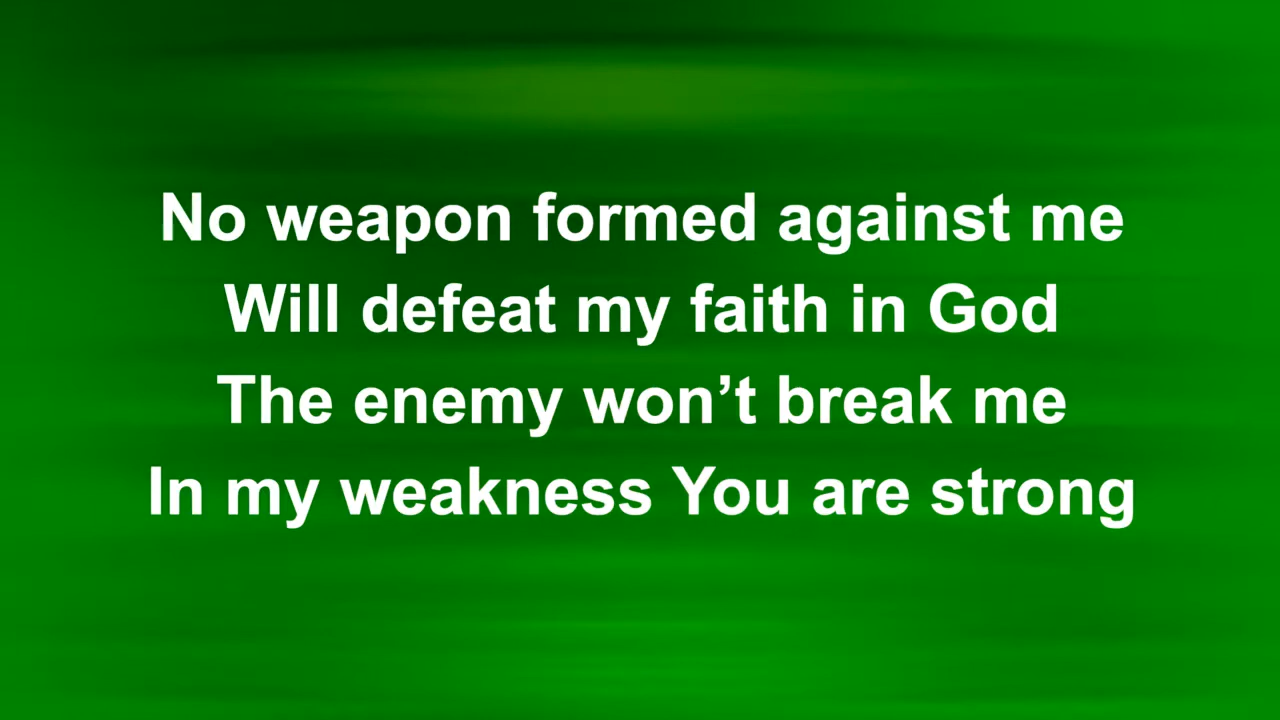 No weapon formed against me
Will defeat my faith in God
The enemy won’t break me
In my weakness You are strong